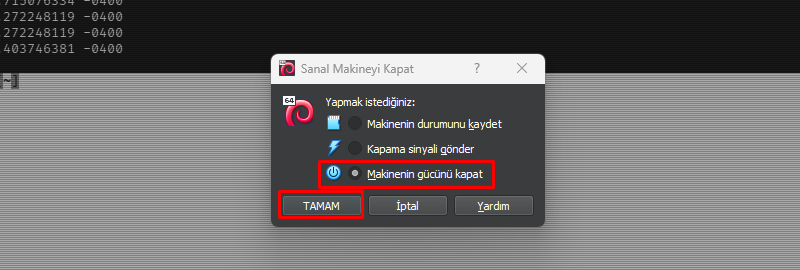 .715076334 -0400
.272248119 -0400
.272248119 -0400
.403746381 -0400
[~]
Sanal Makineyi Kapat
?
64
Yapmak istediğiniz:
Makinenin durumunu kaydet
Kapama sinyali gönder
Makinenin gücünü kapat
TAMAM
İptal
Yardım